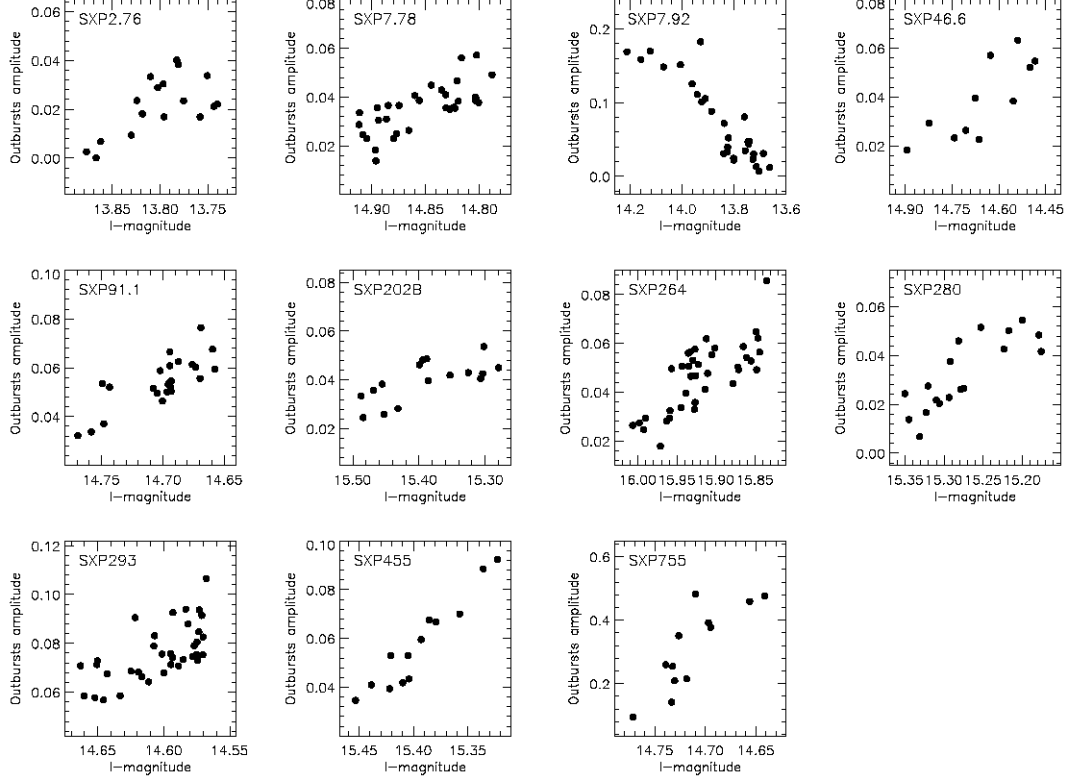 SXP2.76
Outbursts amplitude
0.06
0.04
0.02
0.00
13.85 13.80 13.75
I-magnitude
SXP7.78
Outbursts amplitude
0.08
0.06
0.04
0.02
14.90 14.85 14.80
I-magnitude
SXP7.92
Outbursts amplitude
0.2
0.1
0.0
14.2 14.0 13.8 13.6
I-magnitude
SXP46.6
Outbursts amplitude
0.08
0.06
0.04
0.02
14.90 14.75 14.60 14.45
I-magnitude
SXP91.1
Outbursts amplitude
0.10
0.08
0.06
0.04
14.75 14.70 14.65
I-magnitude
SXP202B
Outbursts amplitude
0.08
0.06
0.04
0.02
15.50 15.40 15.30
I-magnitude
SXP264
Outbursts amplitude
0.08
0.06
0.04
0.02
16.00 15.95 15.90 15.85
I-magnitude
SXP280
Outbursts amplitude
0.06
0.04
0.02
0.00
15.35 15.30 15.25 15.20
I-magnitude
SXP293
Outbursts amplitude
0.12
0.10
0.08
0.06
14.65 14.60 14.55
I-magnitude
SXP455
Outbursts amplitude
0.10
0.08
0.06
0.04
15.45 15.40 15.35
I-magnitude
SXP755
Outbursts amplitude
0.6
0.4
0.2
14.75 14.70 14.65
I-magnitude